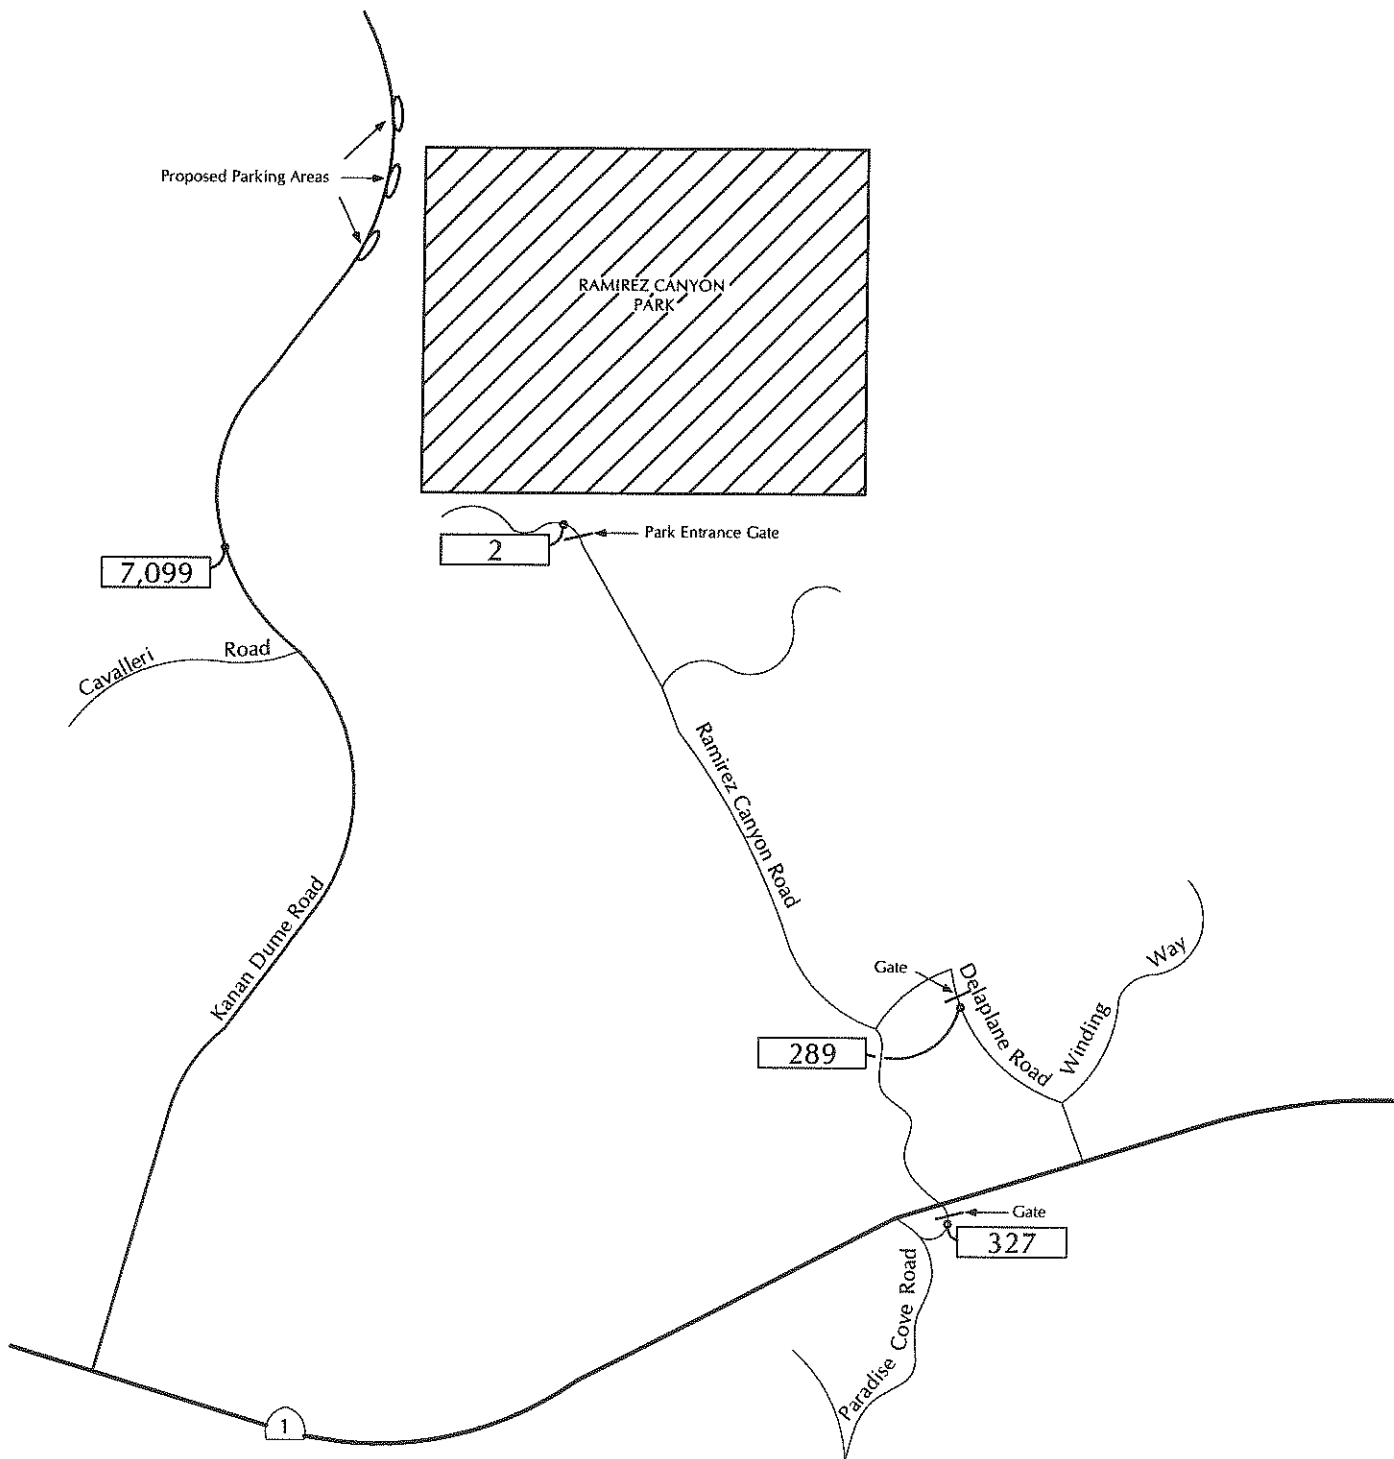 Proposed Parking Areas
RAMIREZ CANYON
PARK
Park Entrance Gate
2
7,099
Cavalleri Road
Ramirez Canyon Road
Kanan Dume Road
Gate
Delaplane Road
Winding Way
289
Gate
327
Paradise Cove Road
1